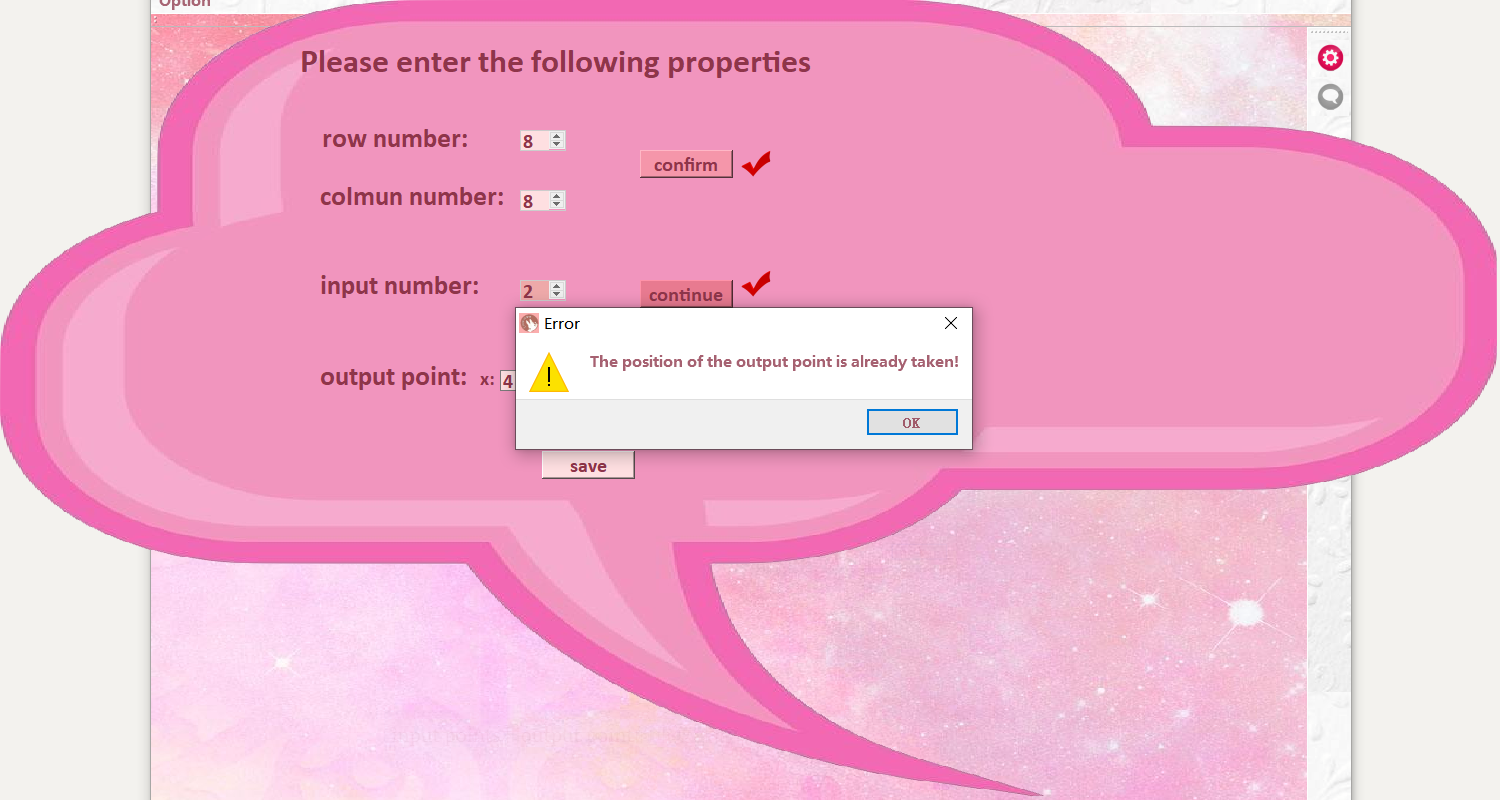 Option
Please enter the following properties
row number: 8
confirm
colmun number: 8
input number: 2
continue
Error
The position of the output point is already taken!
output point: x: 4
OK
save